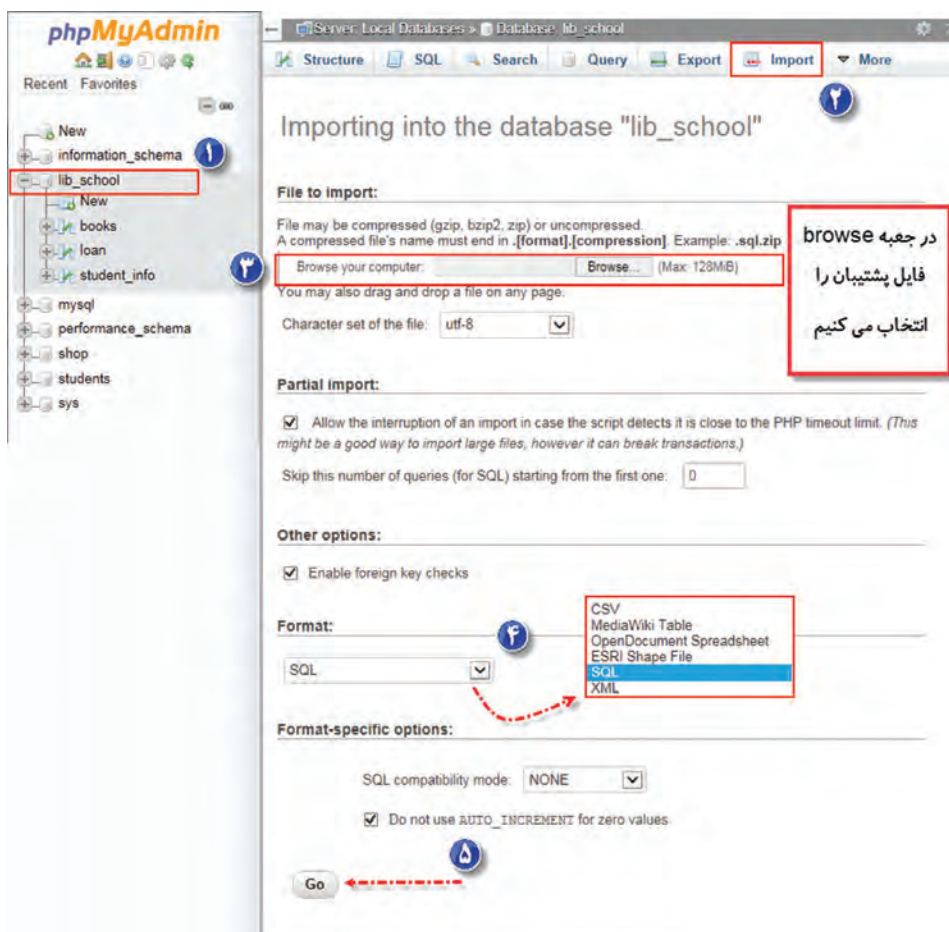 phpMyAdmin
Recent Favorites
New
information_schema
۱
lib_school
New
books
loan
student_info
mysql
performance_schema
shop
students
sys
Server: Local Databases » Database: lib_school
Structure SQL Search Query Export Import More
۲
Importing into the database "lib_school"
File to import:
File may be compressed (gzip, bzip2, zip) or uncompressed.
A compressed file's name must end in .[format].[compression]. Example: .sql.zip
۳
Browse your computer: Browse... (Max: 128MiB)
You may also drag and drop a file on any page.
Character set of the file: utf-8
در جعبه browse
فایل پشتیبان را
انتخاب می کنیم
Partial import:
Allow the interruption of an import in case the script detects it is close to the PHP timeout limit. (This
might be a good way to import large files, however it can break transactions.)
Skip this number of queries (for SQL) starting from the first one: 0
Other options:
Enable foreign key checks
Format:
۴
SQL
CSV
MediaWiki Table
OpenDocument Spreadsheet
ESRI Shape File
SQL
XML
Format-specific options:
SQL compatibility mode: NONE
Do not use AUTO_INCREMENT for zero values
۵
Go